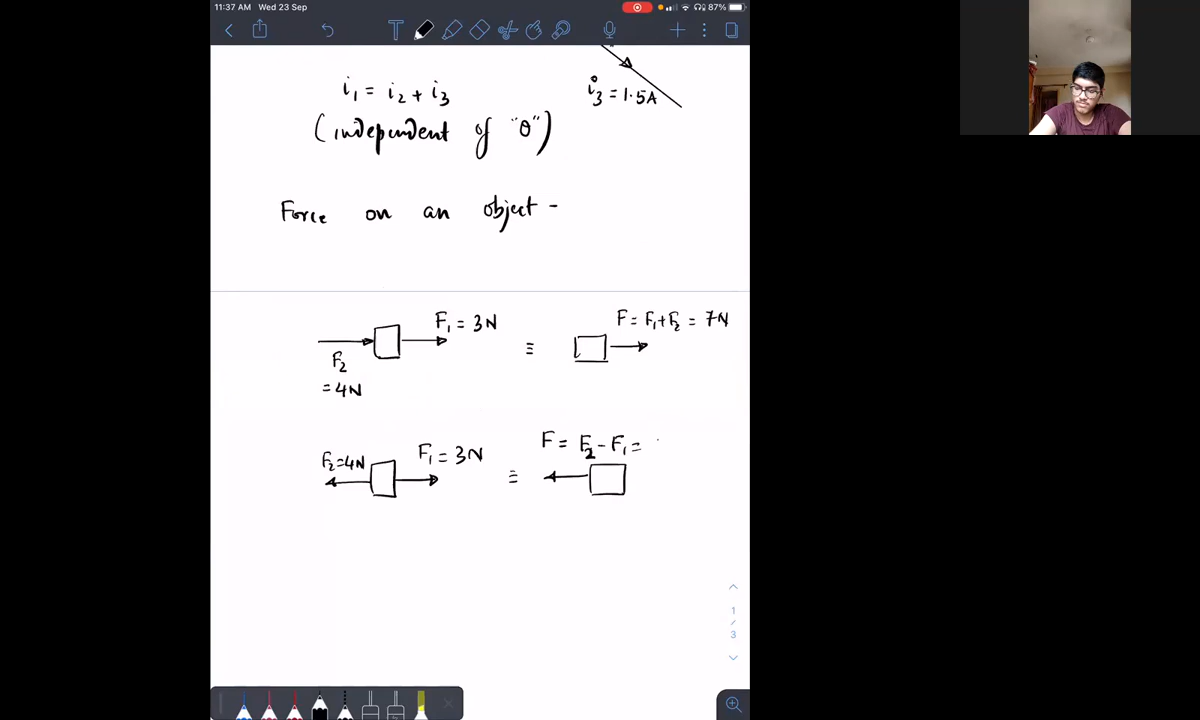 11:37 AM Wed 23 Sep
87%
i₁ = i₂ + i₃
i₃ = 1.5A
(independent of "θ")
Force on an object -
F₁ = 3N
F₂
= 4N
≡
F = F₁+F₂ = 7N
F₂=4N
F₁ = 3N
≡
F = F₂ - F₁ =
1
/
3